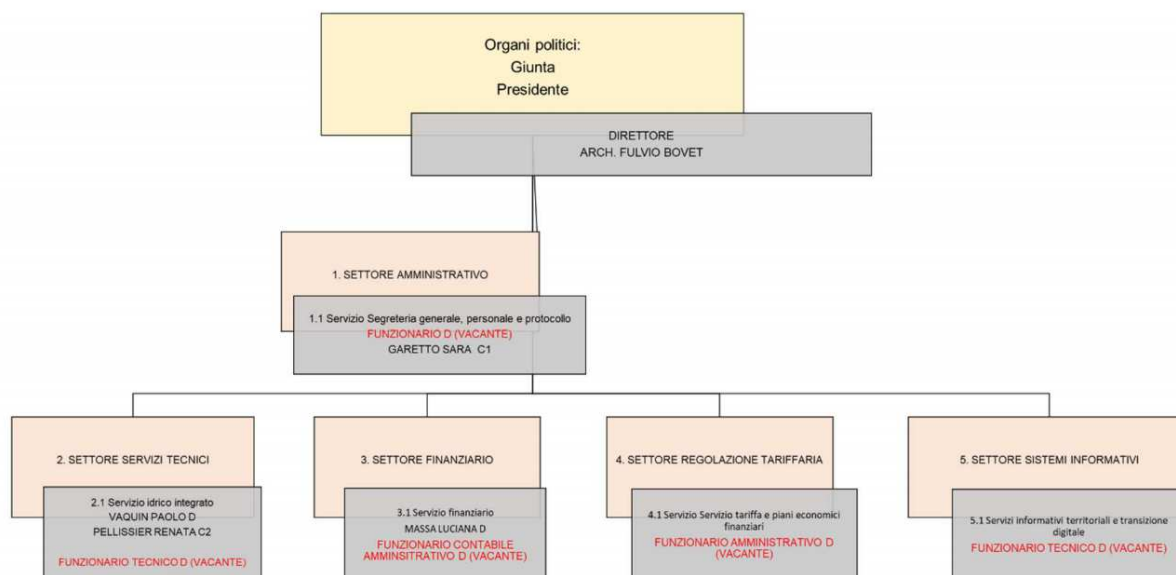 Organi politici:
Giunta
Presidente
DIRETTORE
ARCH. FULVIO BOVET
1. SETTORE AMMINISTRATIVO
1.1 Servizio Segreteria generale, personale e protocollo
FUNZIONARIO D (VACANTE)
GARETTO SARA C1
2. SETTORE SERVIZI TECNICI
2.1 Servizio idrico integrato
VAQUIN PAOLO D
PELLISSIER RENATA C2
FUNZIONARIO TECNICO D (VACANTE)
3. SETTORE FINANZIARIO
3.1 Servizio finanziario
MASSA LUCIANA D
FUNZIONARIO CONTABILE
AMMINSITRATIVO D (VACANTE)
4. SETTORE REGOLAZIONE TARIFFARIA
4.1 Servizio Servizio tariffa e piani economici
finanziari
FUNZIONARIO AMMINISTRATIVO D
(VACANTE)
5. SETTORE SISTEMI INFORMATIVI
5.1 Servizi informativi territoriali e transizione
digitale
FUNZIONARIO TECNICO D (VACANTE)